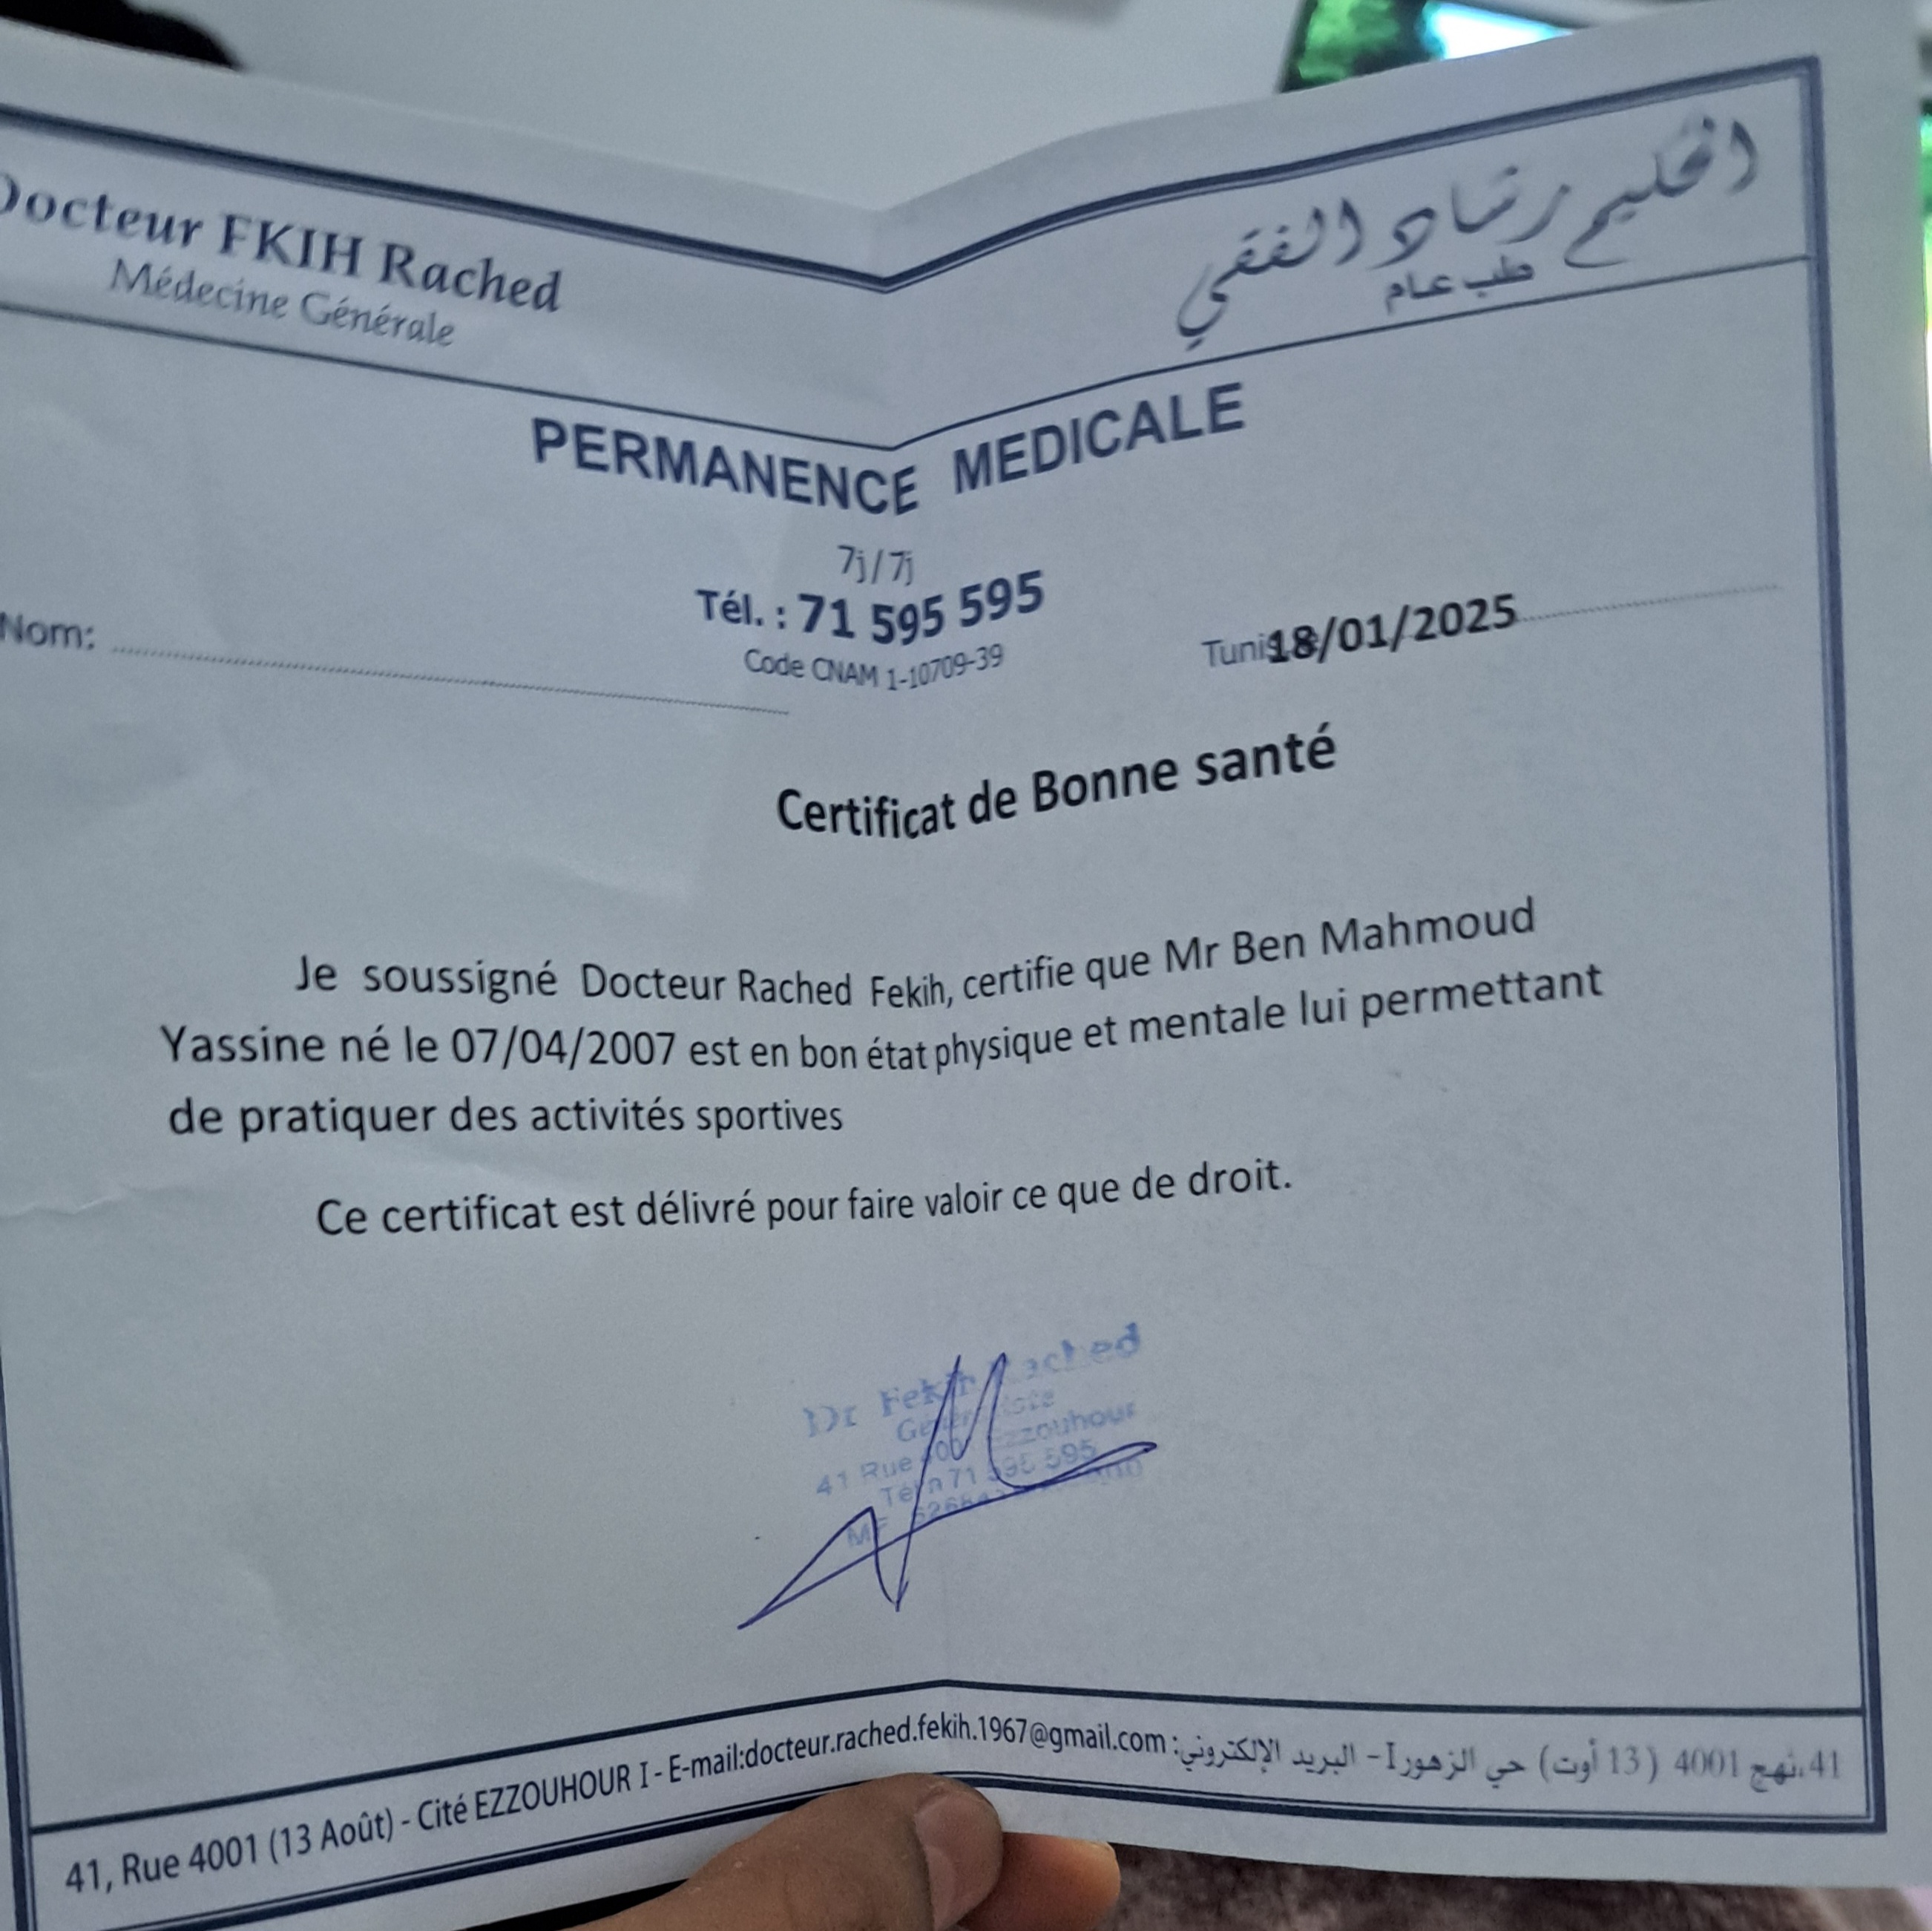 Docteur FKIH Rached
Médecine Générale
الحكيم رشاد الفقي
طب عام
PERMANENCE MEDICALE
7j/7j
Tél. : 71 595 595
Code CNAM 1-10709-39
Nom:
18/01/2025
Certificat de Bonne santé
Je soussigné Docteur Rached Fekih, certifie que Mr Ben Mahmoud
Yassine né le 07/04/2007 est en bon état physique et mentale lui permettant
de pratiquer des activités sportives
Ce certificat est délivré pour faire valoir ce que de droit.
Dr Fekih Rached
41 Rue Ezzouhour
71 595 595
MF
41, Rue 4001 (13 Août) - Cité EZZOUHOUR I - E-mail:docteur.rached.fekih.1967@gmail.com :41،نهج 4001 (13 أوت) حي الزهور I- البريد الإلكتروني